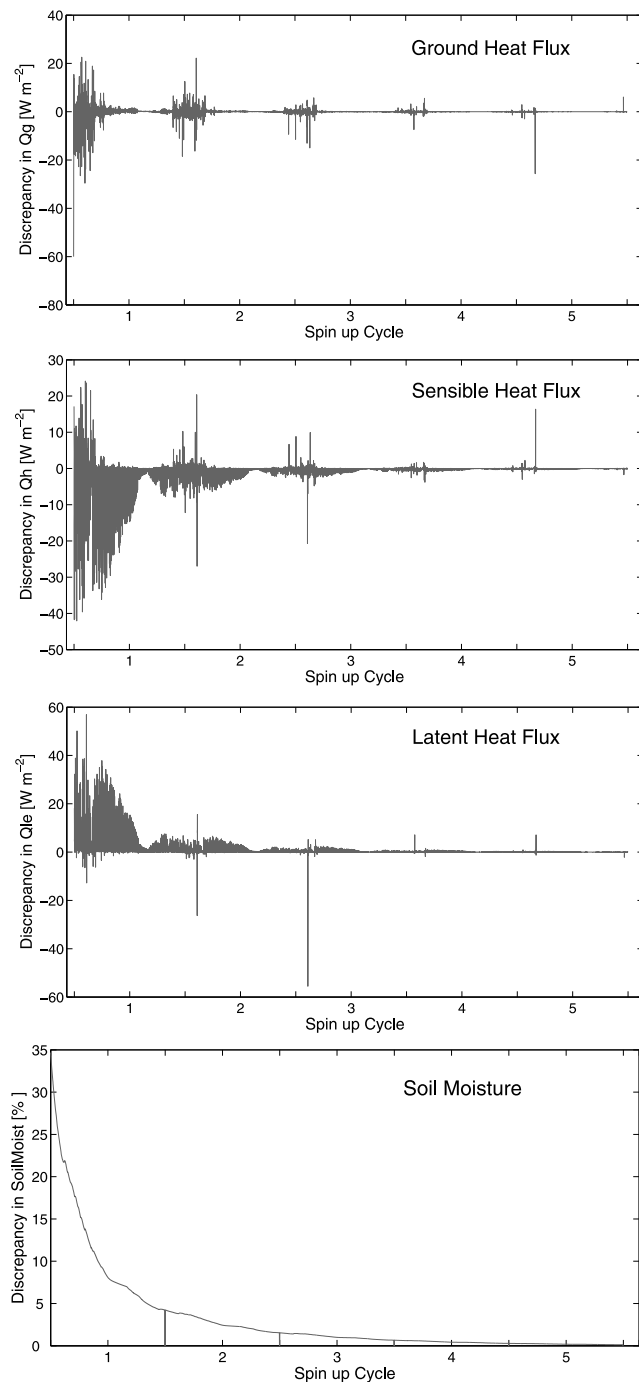 Ground Heat Flux
Discrepancy in Qg [W m−2]
40
20
0
−20
−40
−60
−80
1 2 3 4 5
Spin up Cycle
Sensible Heat Flux
Discrepancy in Qh [W m−2]
30
20
10
0
−10
−20
−30
−40
−50
1 2 3 4 5
Spin up Cycle
Latent Heat Flux
Discrepancy in Qle [W m−2]
60
40
20
0
−20
−40
−60
1 2 3 4 5
Spin up Cycle
Soil Moisture
Discrepancy in SoilMoist [% ]
35
30
25
20
15
10
5
0
1 2 3 4 5
Spin up Cycle